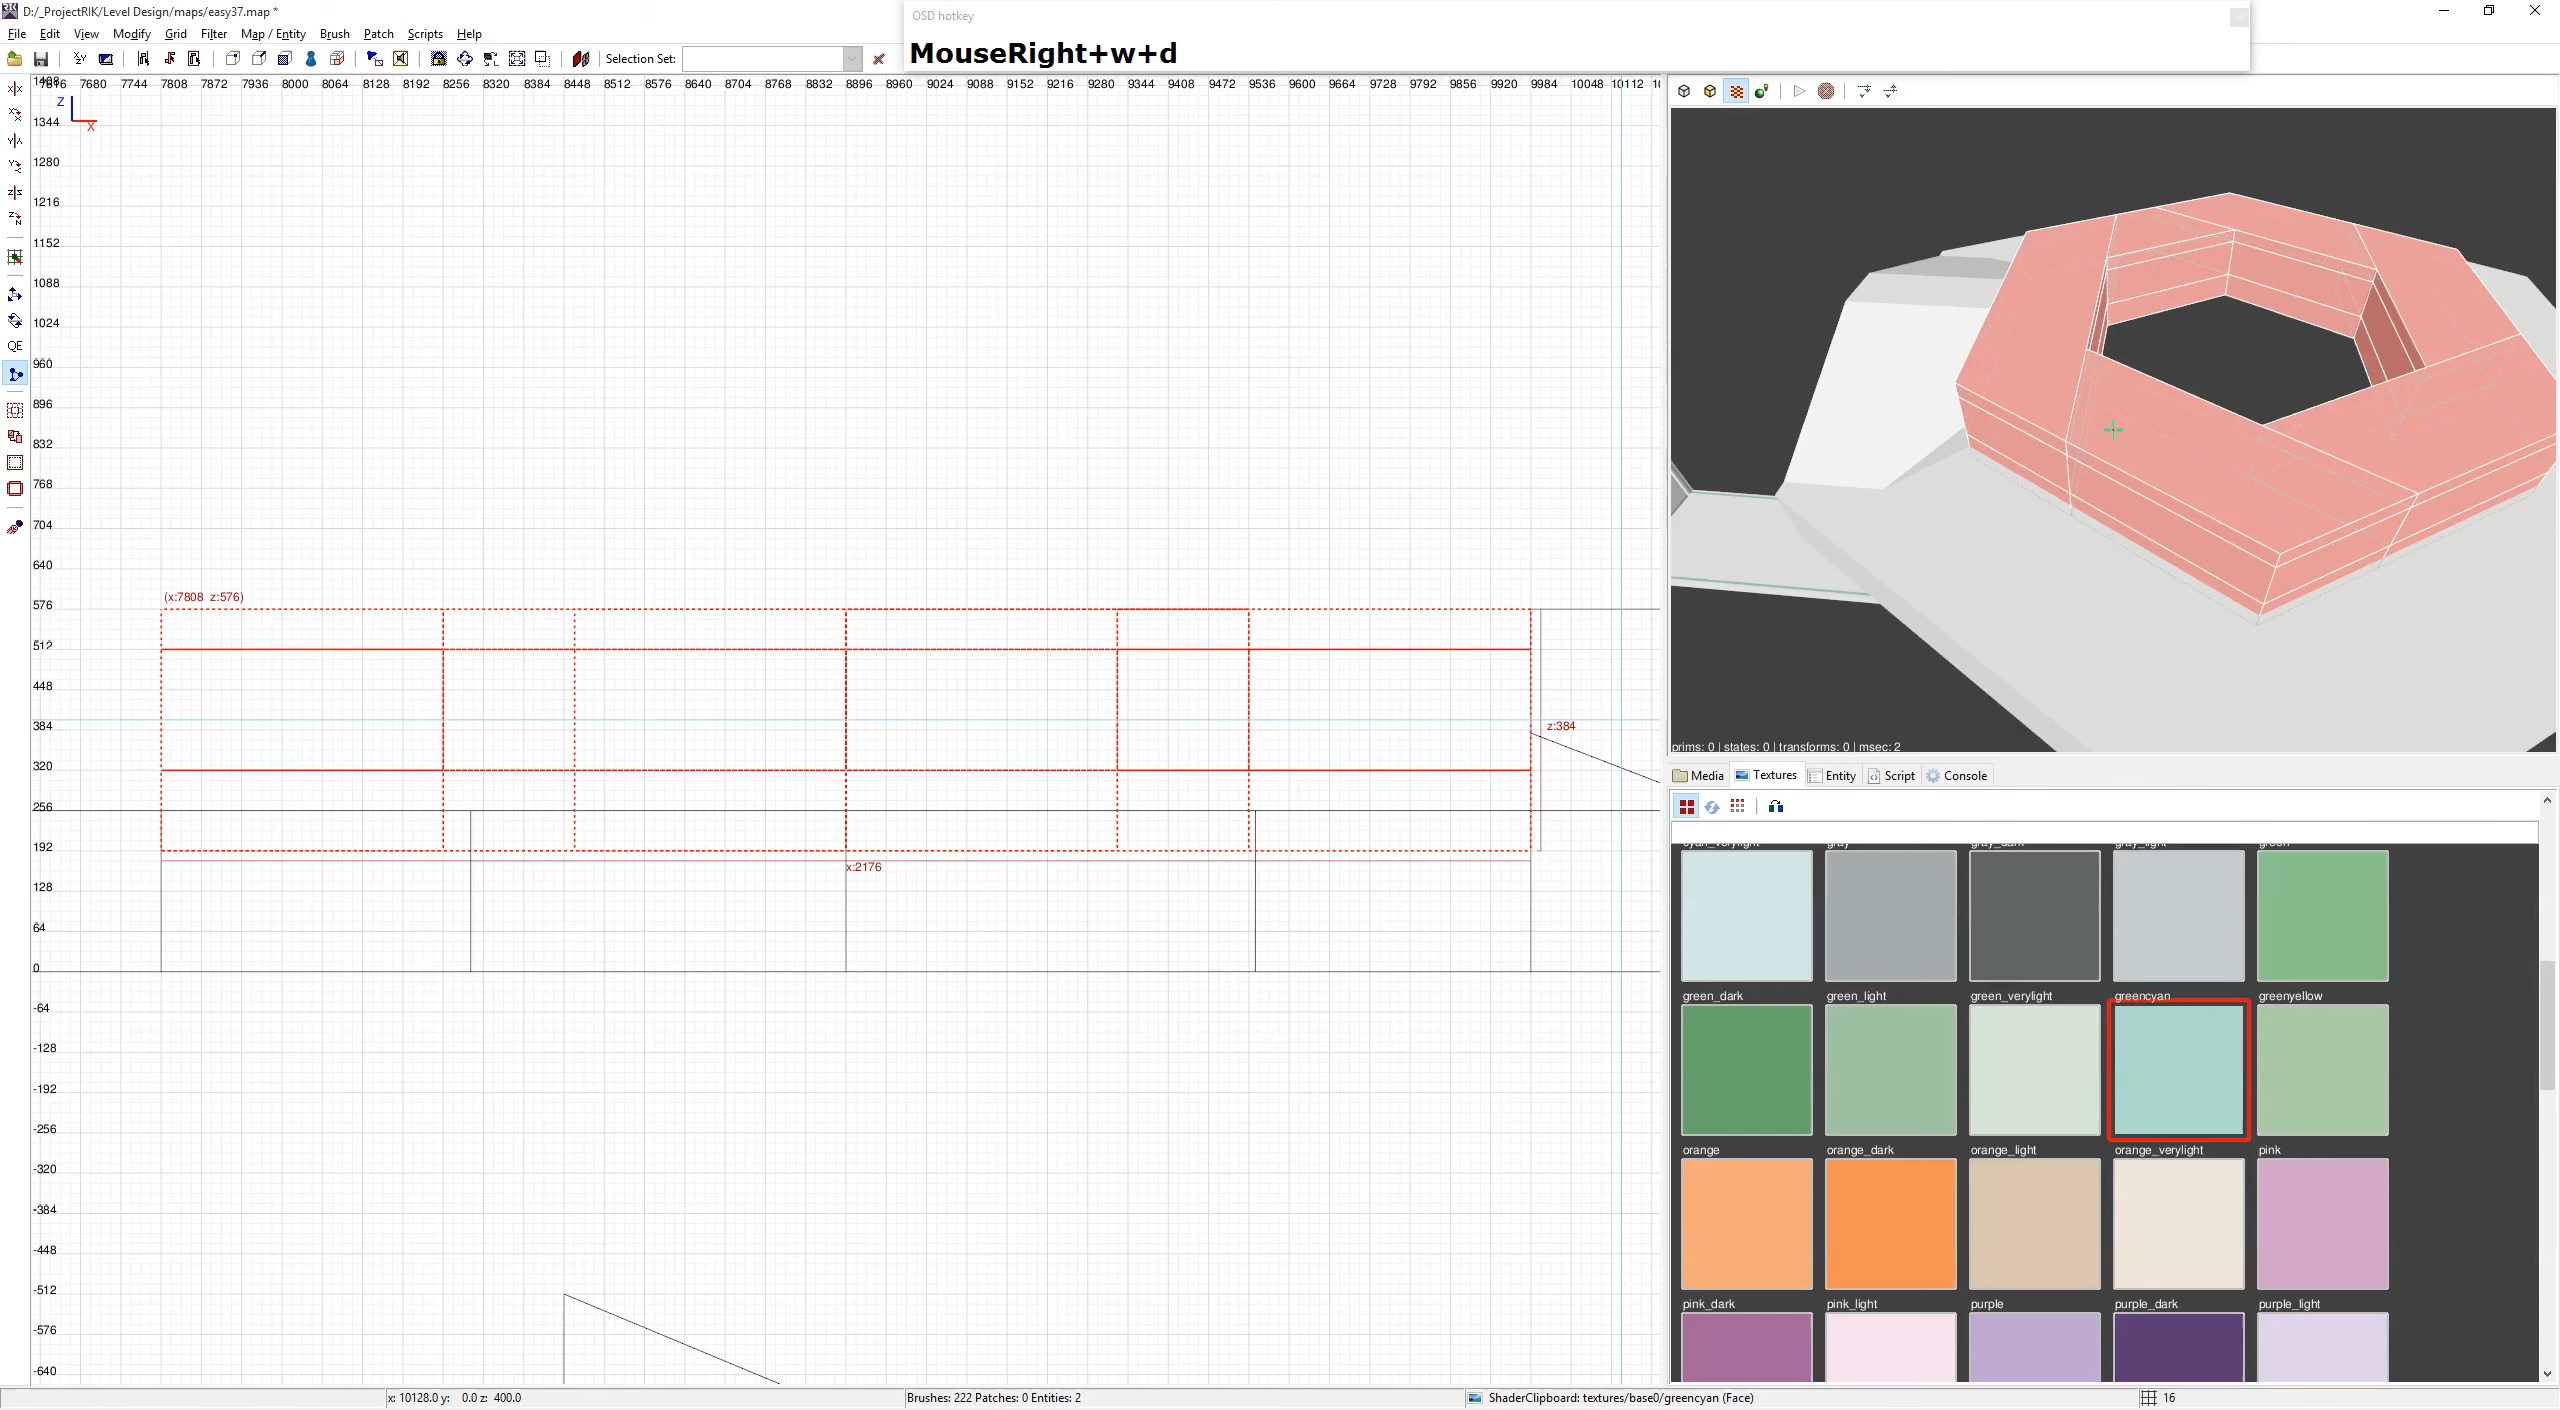 D:/_ProjectRIK/Level Design/maps/easy37.map *
OSD hotkey
MouseRight+w+d
File Edit View Modify Grid Filter Map / Entity Brush Patch Scripts Help
Selection Set:
7680 7744 7808 7872 7936 8000 8064 8128 8192 8256 8320 8384 8448 8512 8576 8640 8704 8768 8832 8896 8960 9024 9088 9152 9216 9280 9344 9408 9472 9536 9600 9664 9728 9792 9856 9920 9984 10048 10112
Z
X
1344
1280
1216
1152
1088
1024
QE
960
896
832
768
704
640
(x:7808 z:576)
576
512
448
384
z:384
320
256
192
x:2176
128
64
0
-64
-128
-192
-256
-320
-384
-448
-512
-576
-640
prims: 0 | states: 0 | transforms: 0 | msec: 2
Media Textures Entity Script Console
cyan_verylight gray gray_dark gray_light green
green_dark green_light green_verylight greencyan greenyellow
orange orange_dark orange_light orange_verylight pink
pink_dark pink_light purple purple_dark purple_light
x: 10128.0 y: 0.0 z: 400.0
Brushes: 222 Patches: 0 Entities: 2
ShaderClipboard: textures/base0/greencyan (Face)
16